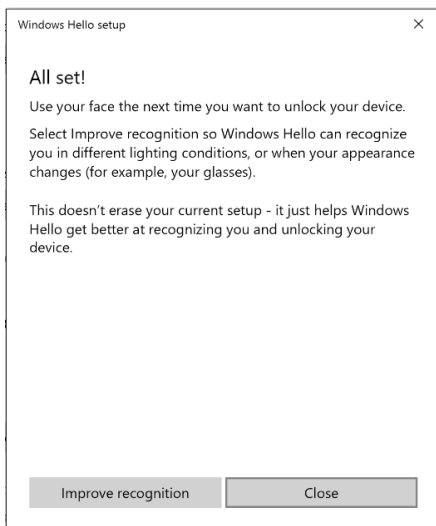 Windows Hello setup
All set!
Use your face the next time you want to unlock your device.
Select Improve recognition so Windows Hello can recognize
you in different lighting conditions, or when your appearance
changes (for example, your glasses).
This doesn't erase your current setup - it just helps Windows
Hello get better at recognizing you and unlocking your
device.
Improve recognition
Close